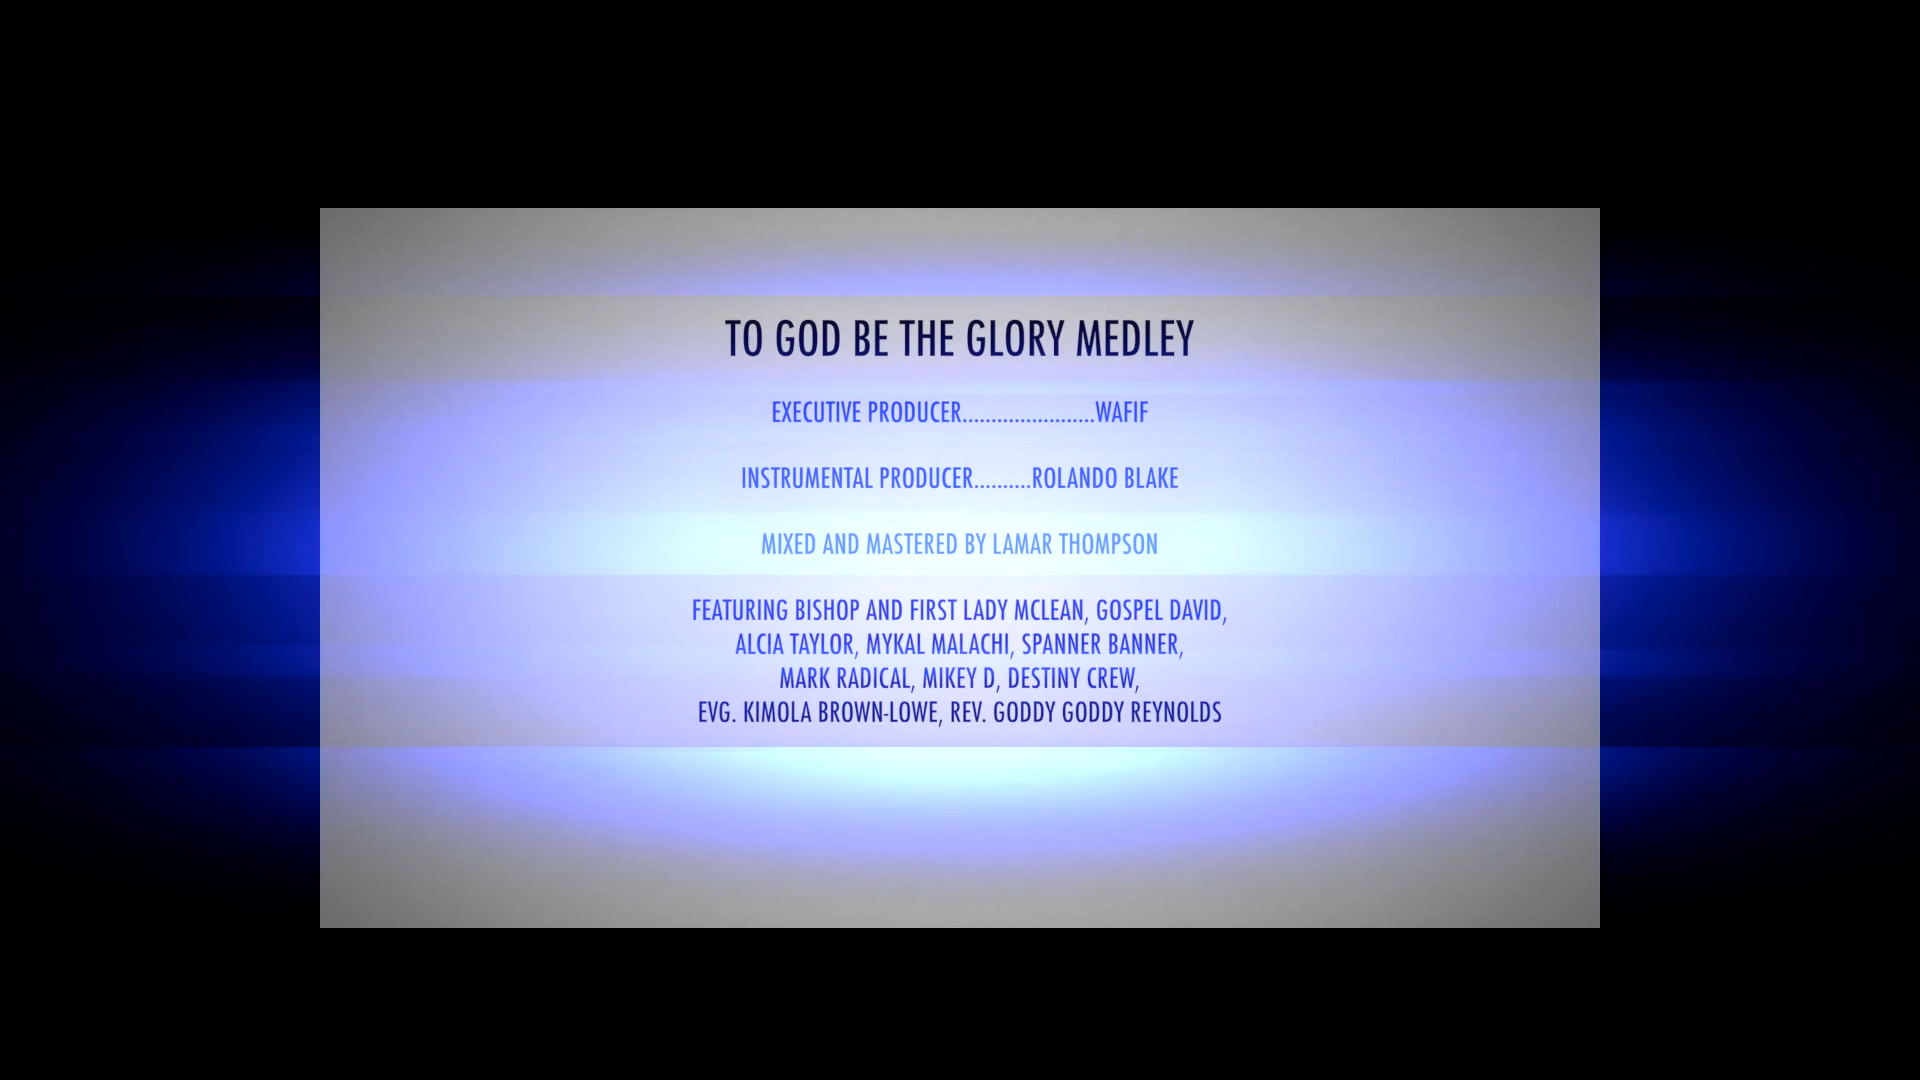 TO GOD BE THE GLORY MEDLEY
EXECUTIVE PRODUCER.......................WAFIF
INSTRUMENTAL PRODUCER..........ROLANDO BLAKE
MIXED AND MASTERED BY LAMAR THOMPSON
FEATURING BISHOP AND FIRST LADY MCLEAN, GOSPEL DAVID,
ALCIA TAYLOR, MYKAL MALACHI, SPANNER BANNER,
MARK RADICAL, MIKEY D, DESTINY CREW,
EVG. KIMOLA BROWN-LOWE, REV. GODDY GODDY REYNOLDS